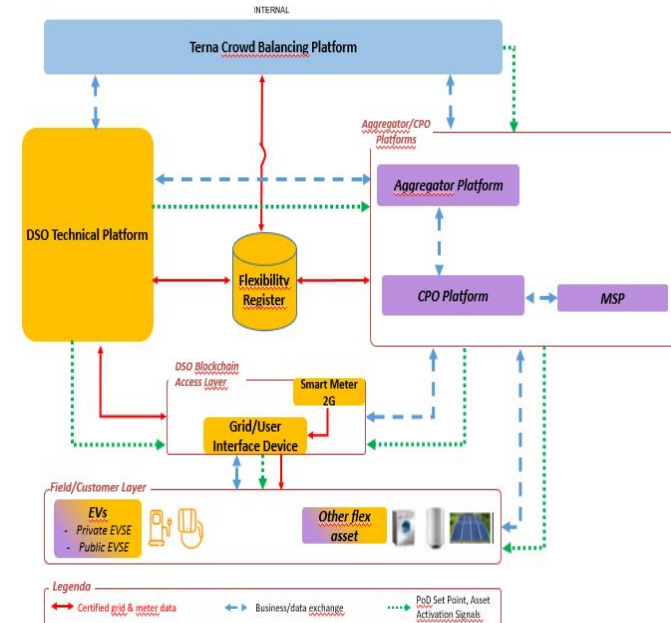 INTERNAL
Terna Crowd Balancing Platform
Aggregator/CPO
Platforms
Aggregator Platform
DSO Technical Platform
Flexibility
Register
CPO Platform
MSP
DSO Blockchain
Access Layer
Smart Meter
2G
Grid/User
Interface Device
Field/Customer Layer
EVs
- Private EVSE
- Public EVSE
Other flex
asset
Legenda
Certified grid & meter data
Business/data exchange
PoD Set Point, Asset
Activation Signals